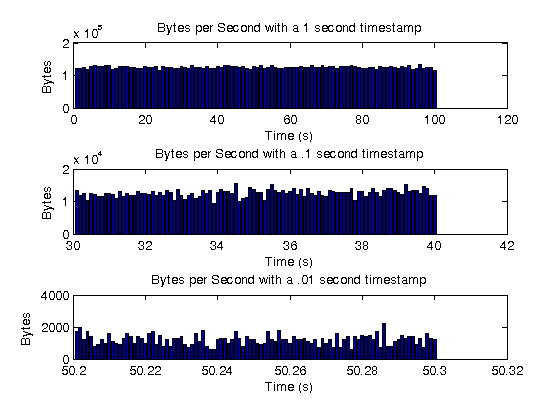 Bytes per Second with a 1 second timestamp
x 10^5
2
1
0
Bytes
0 20 40 60 80 100 120
Time (s)
Bytes per Second with a .1 second timestamp
x 10^4
2
1
0
Bytes
30 32 34 36 38 40 42
Time (s)
Bytes per Second with a .01 second timestamp
4000
2000
0
Bytes
50.2 50.22 50.24 50.26 50.28 50.3 50.32
Time (s)